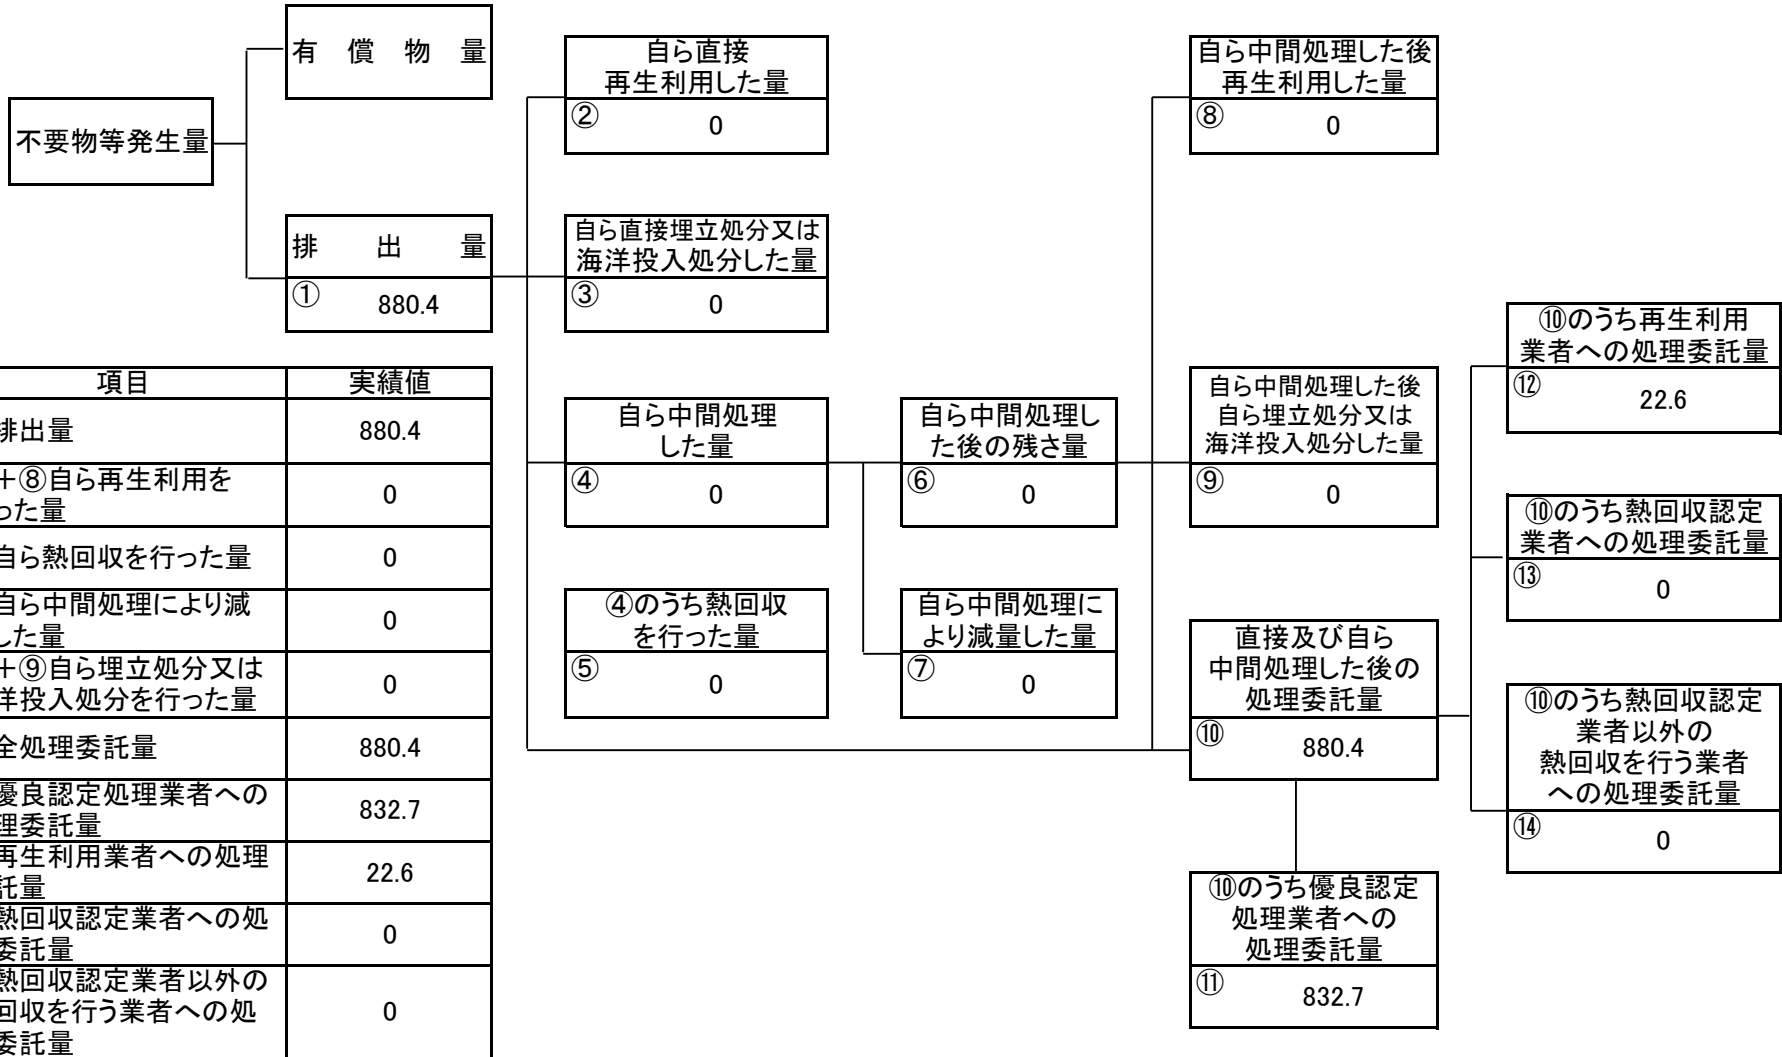 有 償 物 量
不要物等発生量
排 出 量
① 880.4
自ら直接
再生利用した量
② 0
自ら直接埋立処分又は
海洋投入処分した量
③ 0
自ら中間処理
した量
④ 0
④のうち熱回収
を行った量
⑤ 0
自ら中間処理し
た後の残さ量
⑥ 0
自ら中間処理に
より減量した量
⑦ 0
自ら中間処理した後
再生利用した量
⑧ 0
自ら中間処理した後
自ら埋立処分又は
海洋投入処分した量
⑨ 0
直接及び自ら
中間処理した後の
処理委託量
⑩ 880.4
⑩のうち優良認定
処理業者への
処理委託量
⑪ 832.7
⑩のうち再生利用
業者への処理委託量
⑫ 22.6
⑩のうち熱回収認定
業者への処理委託量
⑬ 0
⑩のうち熱回収認定
業者以外の
熱回収を行う業者
への処理委託量
⑭ 0
項目 実績値
排出量 880.4
+⑧自ら再生利用を
った量 0
自ら熱回収を行った量 0
自ら中間処理により減
した量 0
+⑨自ら埋立処分又は
洋投入処分を行った量 0
全処理委託量 880.4
優良認定処理業者への
理委託量 832.7
再生利用業者への処理
託量 22.6
熱回収認定業者への処
委託量 0
熱回収認定業者以外の
回収を行う業者への処
委託量 0